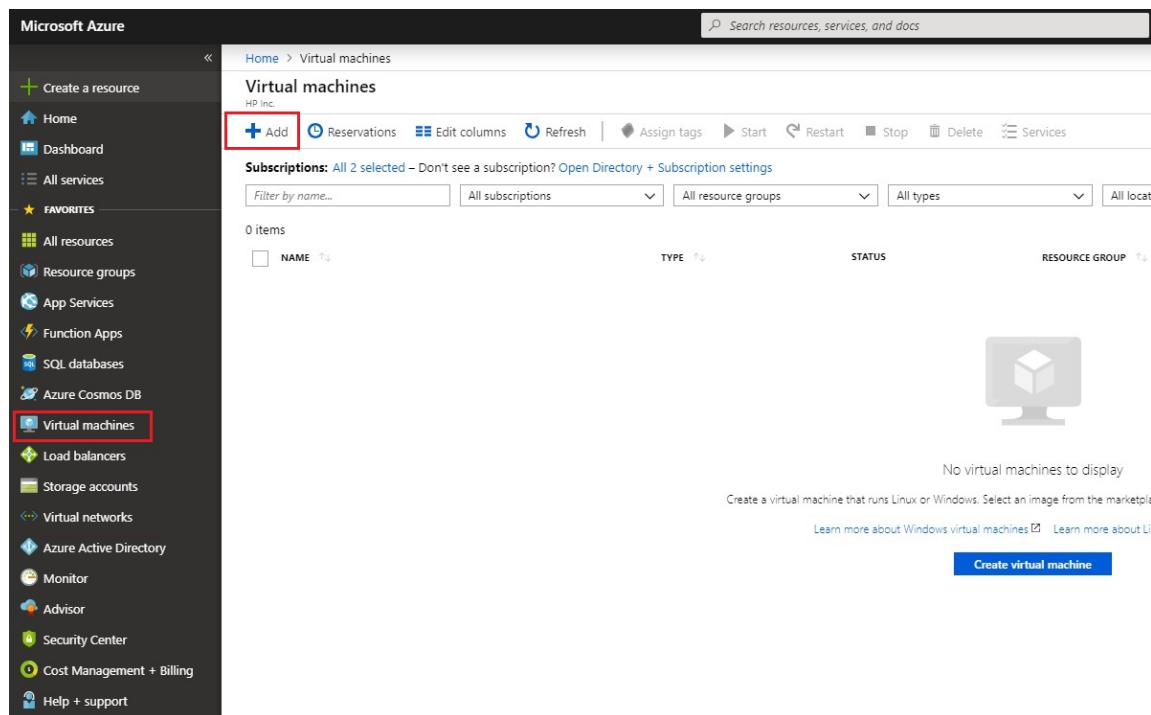 Microsoft Azure
Search resources, services, and docs
«
Create a resource
Home
Dashboard
All services
FAVORITES
All resources
Resource groups
App Services
Function Apps
SQL databases
Azure Cosmos DB
Virtual machines
Load balancers
Storage accounts
Virtual networks
Azure Active Directory
Monitor
Advisor
Security Center
Cost Management + Billing
Help + support
Home > Virtual machines
Virtual machines
HP Inc.
Add Reservations Edit columns Refresh Assign tags Start Restart Stop Delete Services
Subscriptions: All 2 selected – Don't see a subscription? Open Directory + Subscription settings
Filter by name... All subscriptions All resource groups All types All locat
0 items
NAME TYPE STATUS RESOURCE GROUP
No virtual machines to display
Create a virtual machine that runs Linux or Windows. Select an image from the marketpla
Learn more about Windows virtual machines Learn more about Li
Create virtual machine